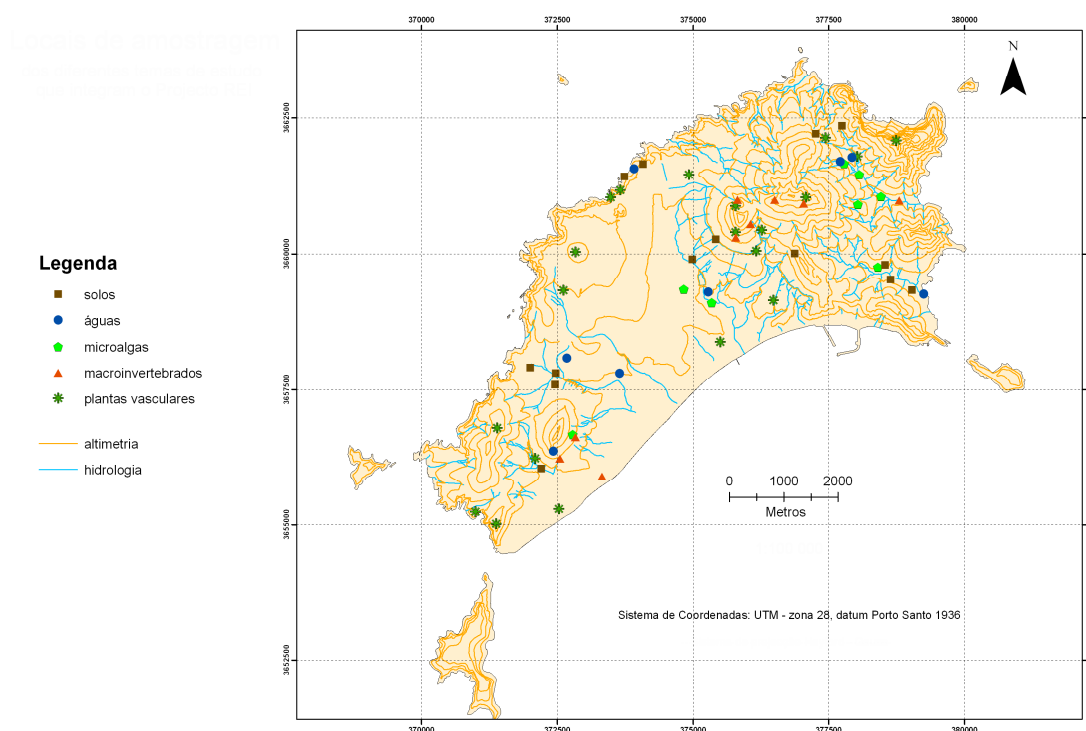 370000 372500 375000 377500 380000
N
3662500
3660000
3657500
3655000
3652500
Legenda
solos
águas
microalgas
macroinvertebrados
plantas vasculares
altimetria
hidrologia
0 1000 2000
Metros
Sistema de Coordenadas: UTM - zona 28, datum Porto Santo 1936
370000 372500 375000 377500 380000